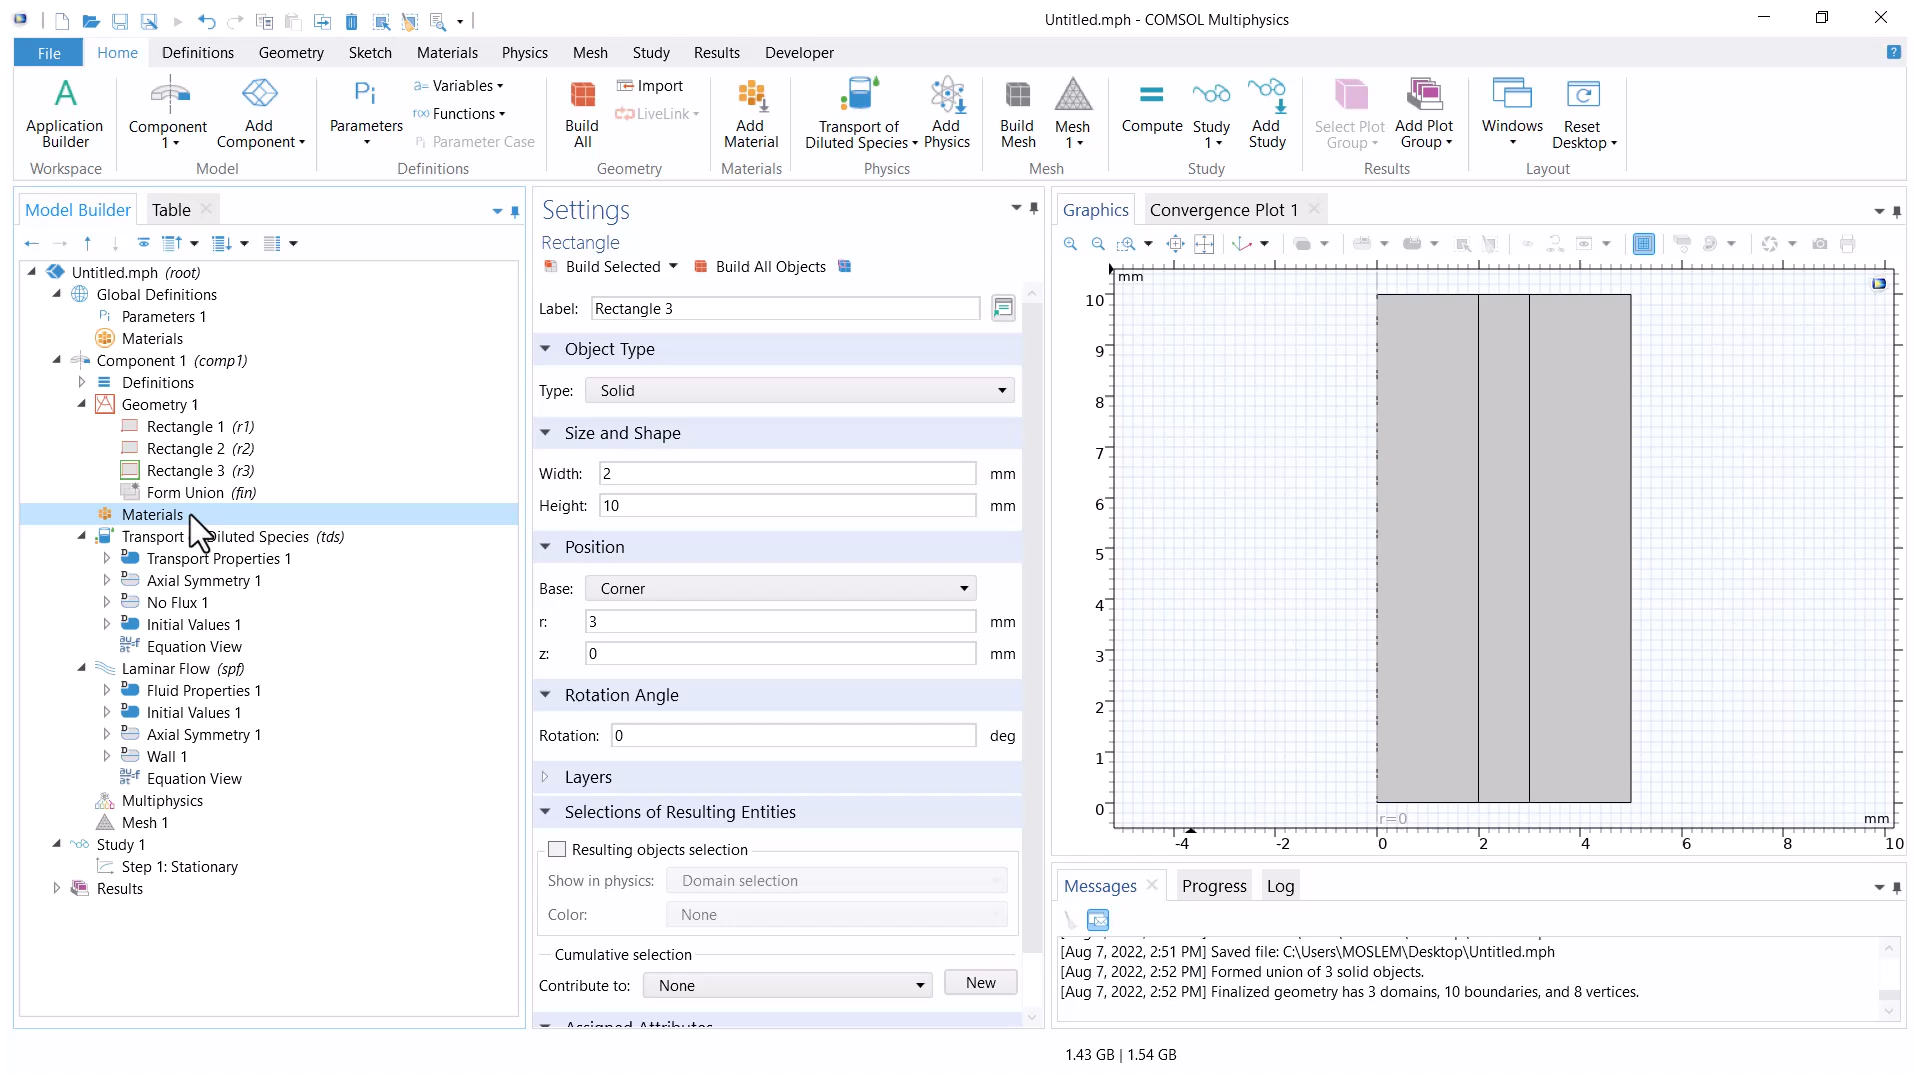 Untitled.mph - COMSOL Multiphysics
File Home Definitions Geometry Sketch Materials Physics Mesh Study Results Developer
A Application Builder
Workspace
Component 1
Add Component
Model
Pi Parameters
a= Variables
f(x) Functions
Pi Parameter Case
Definitions
Build All
Import
LiveLink
Geometry
Add Material
Materials
Transport of Diluted Species
Add Physics
Physics
Build Mesh
Mesh 1
Mesh
Compute
Study 1
Add Study
Study
Select Plot Group
Add Plot Group
Results
Windows
Reset Desktop
Layout
Model Builder Table
Untitled.mph (root)
Global Definitions
Pi Parameters 1
Materials
Component 1 (comp1)
Definitions
Geometry 1
Rectangle 1 (r1)
Rectangle 2 (r2)
Rectangle 3 (r3)
Form Union (fin)
Materials
Transport Diluted Species (tds)
Transport Properties 1
Axial Symmetry 1
No Flux 1
Initial Values 1
Equation View
Laminar Flow (spf)
Fluid Properties 1
Initial Values 1
Axial Symmetry 1
Wall 1
Equation View
Multiphysics
Mesh 1
Study 1
Step 1: Stationary
Results
Settings
Rectangle
Build Selected Build All Objects
Label: Rectangle 3
Object Type
Type: Solid
Size and Shape
Width: 2 mm
Height: 10 mm
Position
Base: Corner
r: 3 mm
z: 0 mm
Rotation Angle
Rotation: 0 deg
Layers
Selections of Resulting Entities
Resulting objects selection
Show in physics: Domain selection
Color: None
Cumulative selection
Contribute to: None New
Assigned Attributes
Graphics Convergence Plot 1
mm
10
9
8
7
6
5
4
3
2
1
0
r=0
mm
-4 -2 0 2 4 6 8 10
Messages Progress Log
[Aug 7, 2022, 2:51 PM] Saved file: C:\Users\MOSLEM\Desktop\Untitled.mph
[Aug 7, 2022, 2:52 PM] Formed union of 3 solid objects.
[Aug 7, 2022, 2:52 PM] Finalized geometry has 3 domains, 10 boundaries, and 8 vertices.
1.43 GB | 1.54 GB